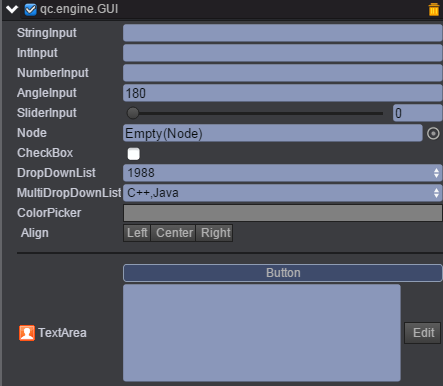 qc.engine.GUI
StringInput
IntInput
NumberInput
AngleInput 180
SliderInput 0
Node Empty(Node)
CheckBox
DropDownList 1988
MultiDropDownList C++,Java
ColorPicker
Align Left Center Right
Button
TextArea Edit